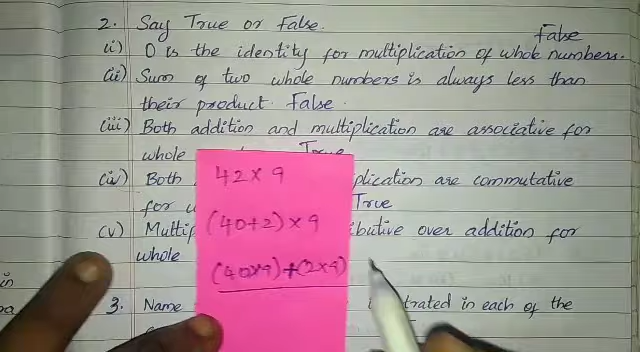 2. Say True or False.
(i) 0 is the identity for multiplication of whole numbers. False
(ii) Sum of two whole numbers is always less than
their product. False.
(iii) Both addition and multiplication are associative for
whole True
(iv) Both plication are commutative
for True
(v) Multip ibutive over addition for
whole
42 × 9
(40+2) × 9
(40×9)+(2×9)
3. Name trated in each of the
in